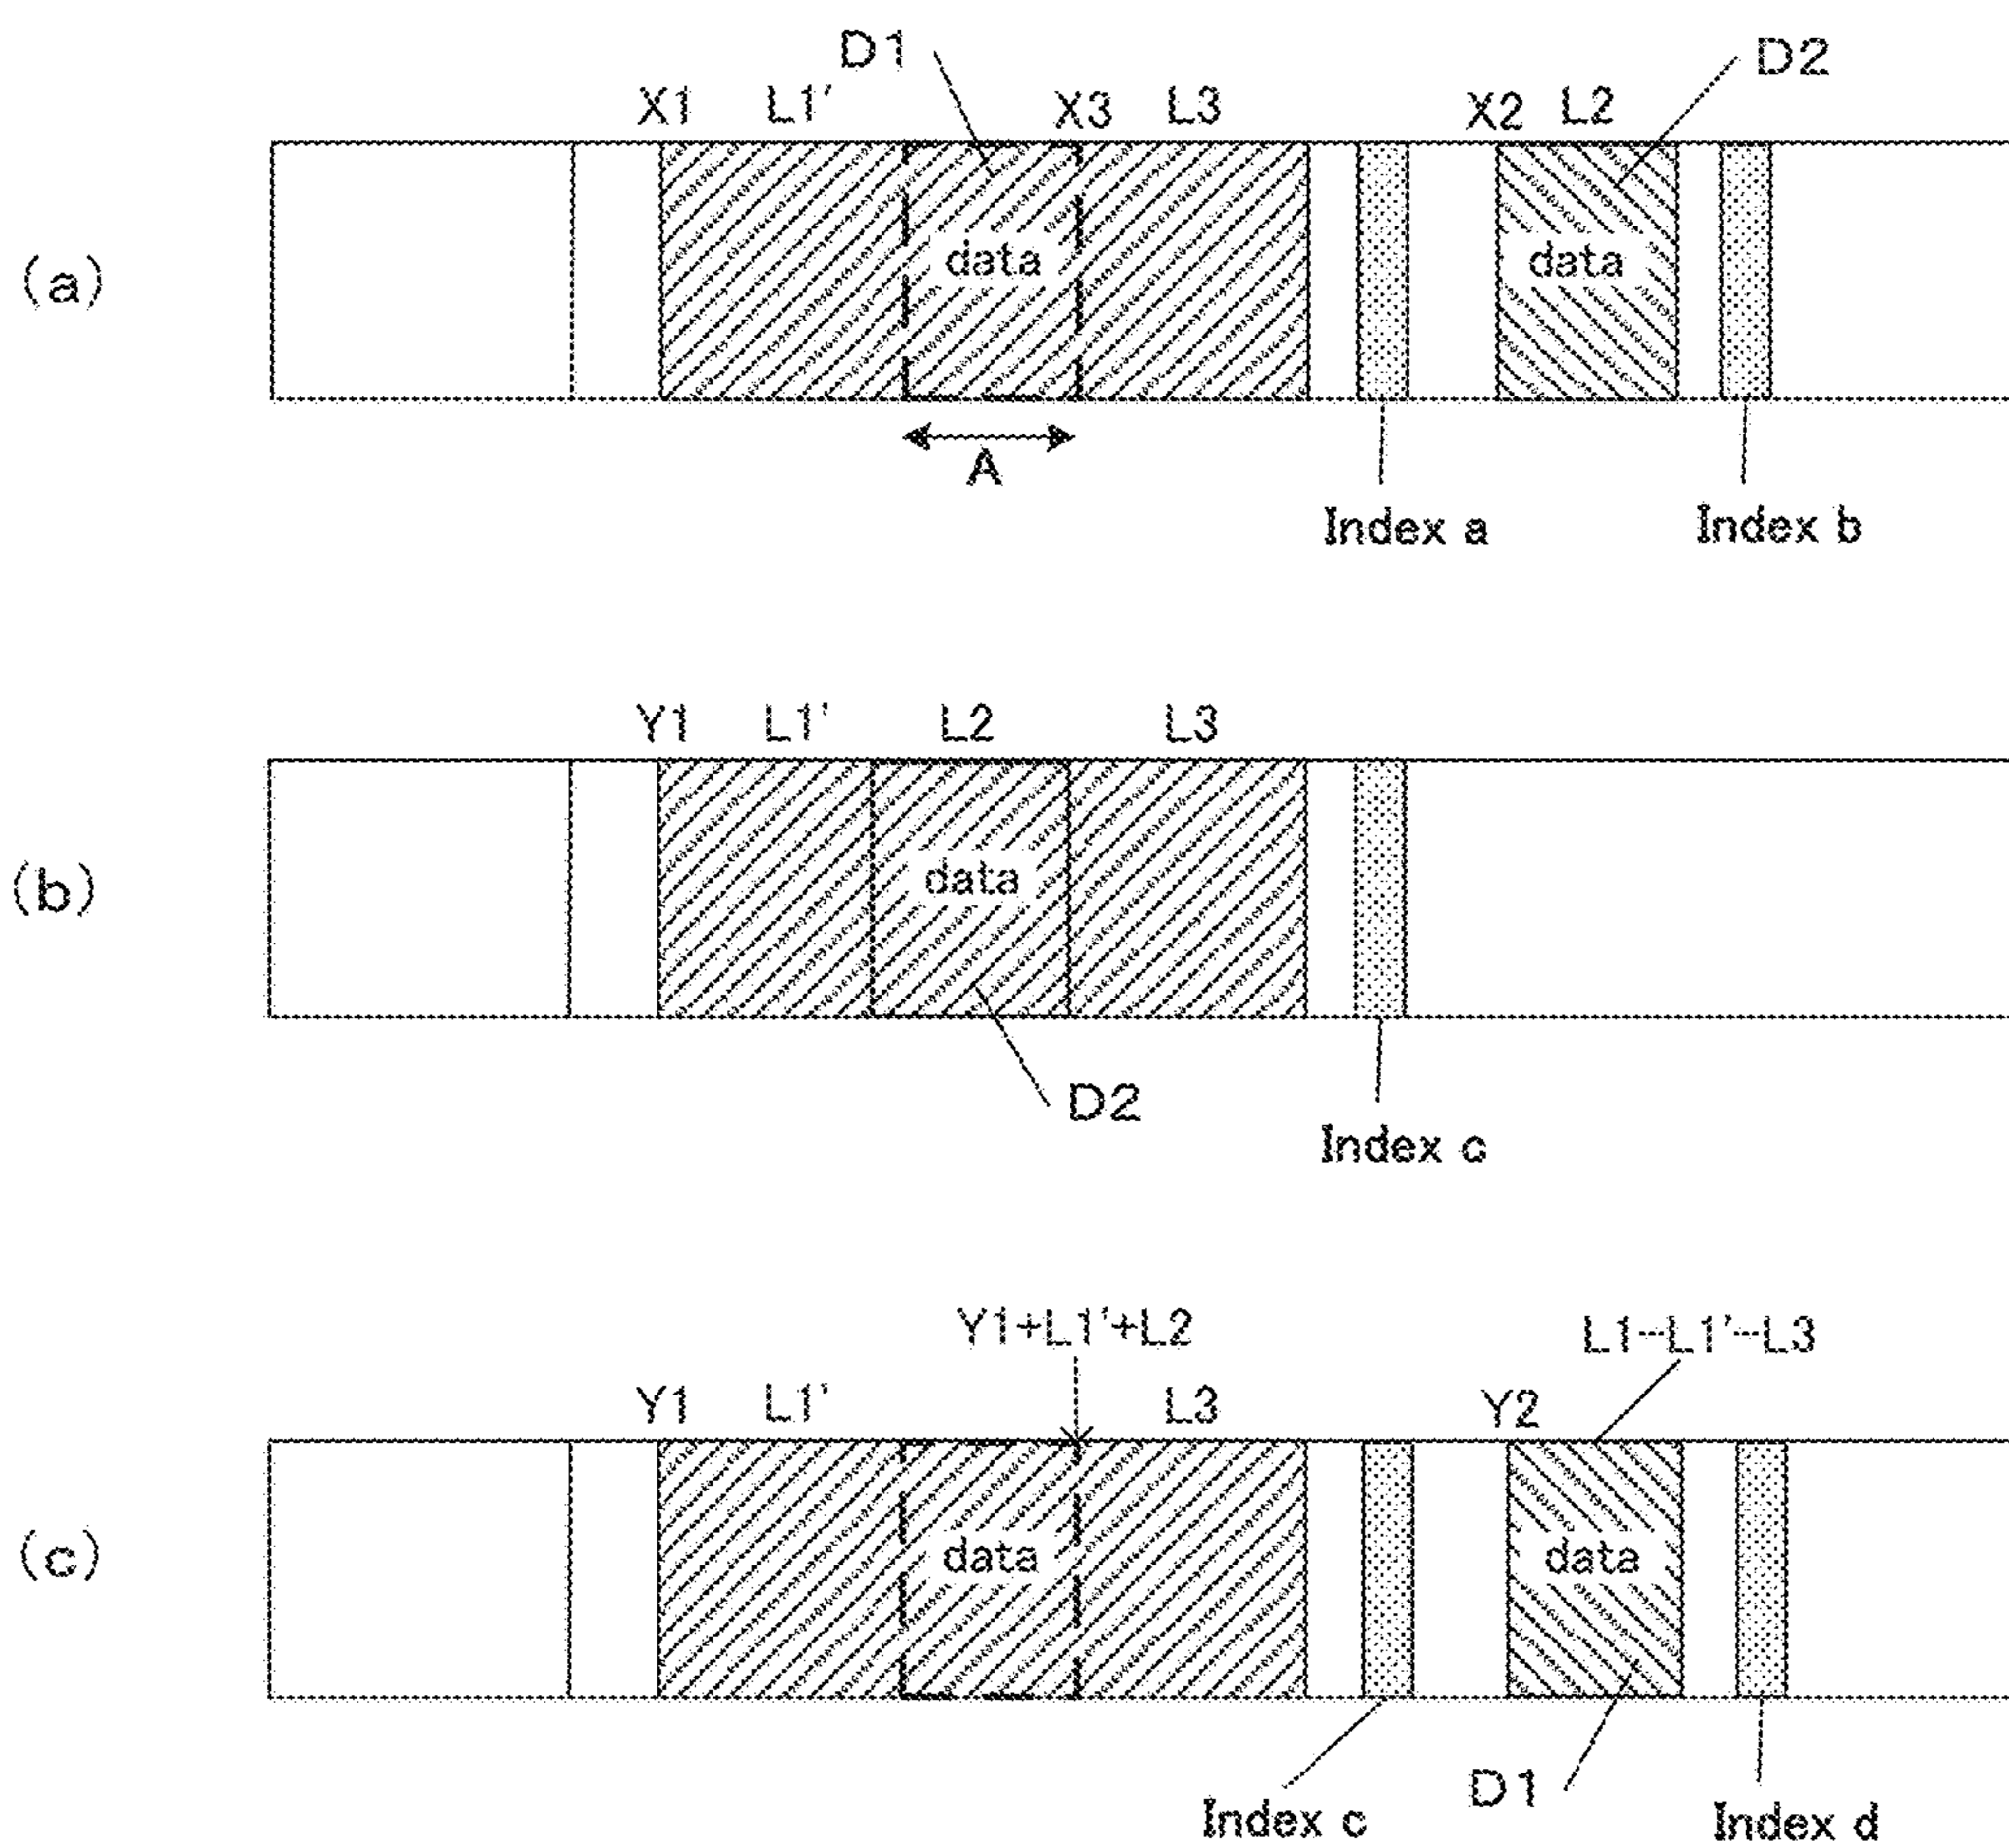 D1
D2
X1 L1' X3 L3 X2 L2
(a)
data
data
A
Index a
Index b
Y1 L1' L2 L3
(b)
data
D2
Index c
Y1+L1'+L2
L1-L1'-L3
Y1 L1' L3 Y2
(c)
data
data
D1
Index c
Index d